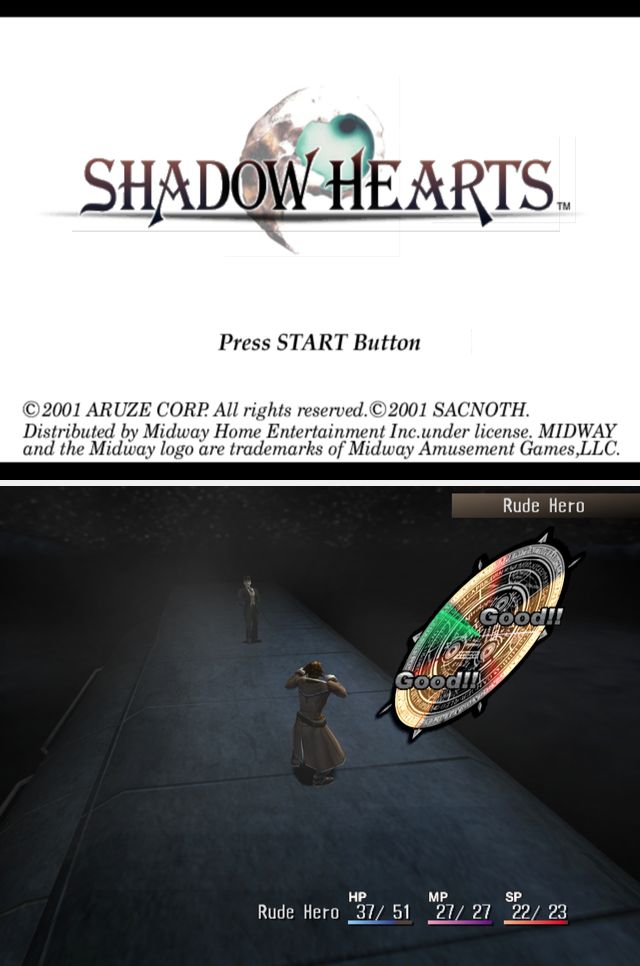 SHADOW HEARTS™
Press START Button
©2001 ARUZE CORP. All rights reserved.©2001 SACNOTH.
Distributed by Midway Home Entertainment Inc.under license. MIDWAY
and the Midway logo are trademarks of Midway Amusement Games,LLC.
Rude Hero
Good!!
Good!!
HP MP SP
Rude Hero 37/ 51 27/ 27 22/ 23